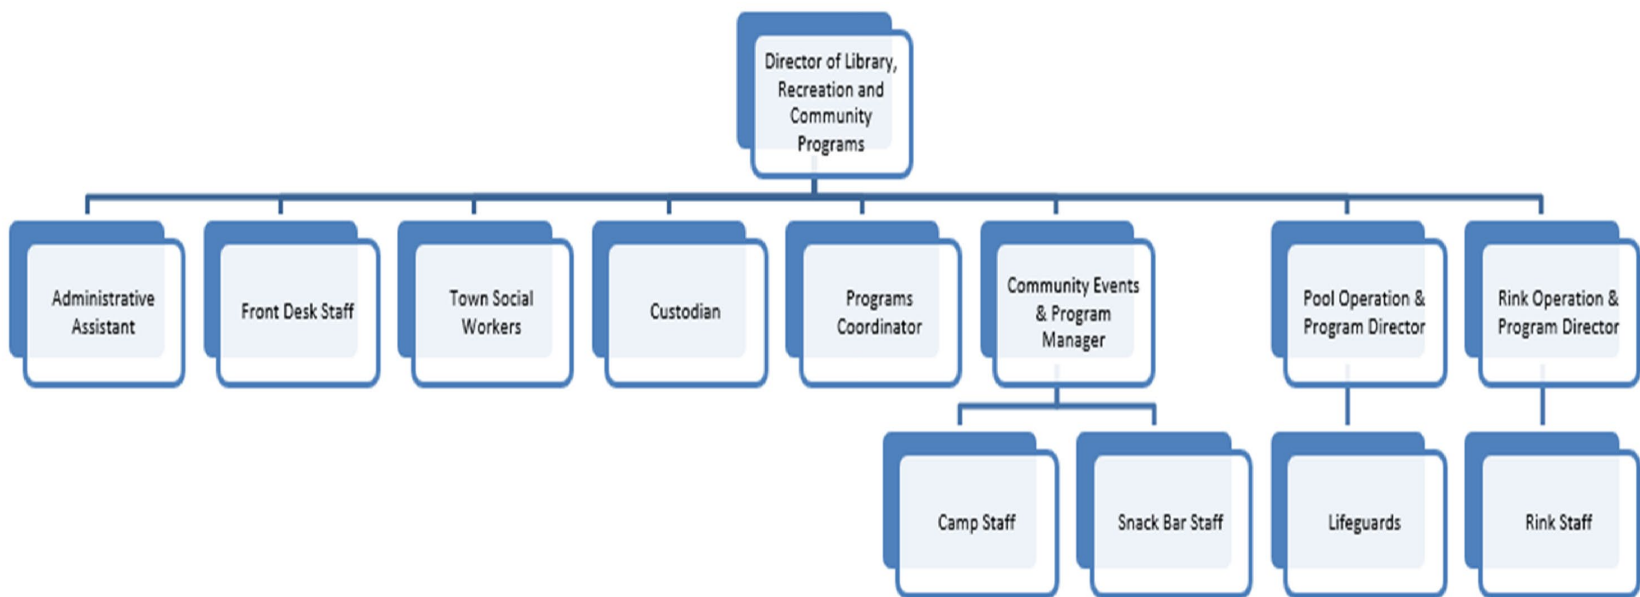 Director of Library,
Recreation and
Community
Programs
Administrative
Assistant
Front Desk Staff
Town Social
Workers
Custodian
Programs
Coordinator
Community Events
& Program
Manager
Pool Operation &
Program Director
Rink Operation &
Program Director
Camp Staff
Snack Bar Staff
Lifeguards
Rink Staff